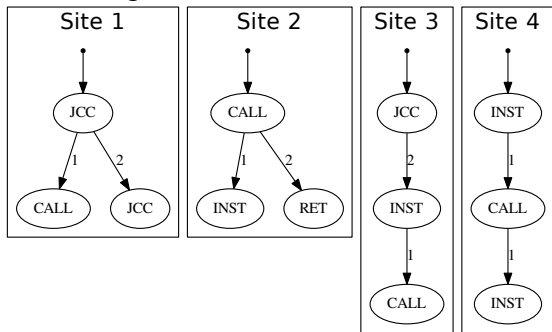 Site 1
JCC
1
2
CALL
JCC
Site 2
CALL
1
2
INST
RET
Site 3
JCC
2
INST
1
CALL
Site 4
INST
1
CALL
1
INST